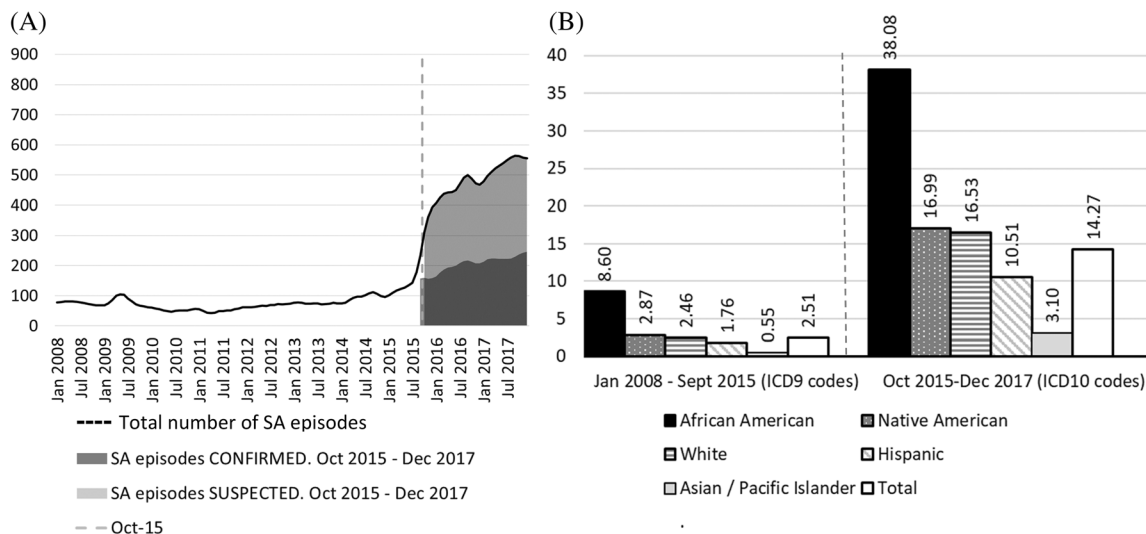 (A)
900
800
700
600
500
400
300
200
100
0
Jan 2008
Jul 2008
Jan 2009
Jul 2009
Jan 2010
Jul 2010
Jan 2011
Jul 2011
Jan 2012
Jul 2012
Jan 2013
Jul 2013
Jan 2014
Jul 2014
Jan 2015
Jul 2015
Jan 2016
Jul 2016
Jan 2017
Jul 2017
Total number of SA episodes
SA episodes CONFIRMED. Oct 2015 - Dec 2017
SA episodes SUSPECTED. Oct 2015 - Dec 2017
Oct-15
(B)
40
35
30
25
20
15
10
5
0
8.60
2.87
2.46
1.76
0.55
2.51
38.08
16.99
16.53
10.51
3.10
14.27
Jan 2008 - Sept 2015 (ICD9 codes) Oct 2015-Dec 2017 (ICD10 codes)
African American Native American
White Hispanic
Asian / Pacific Islander Total
.